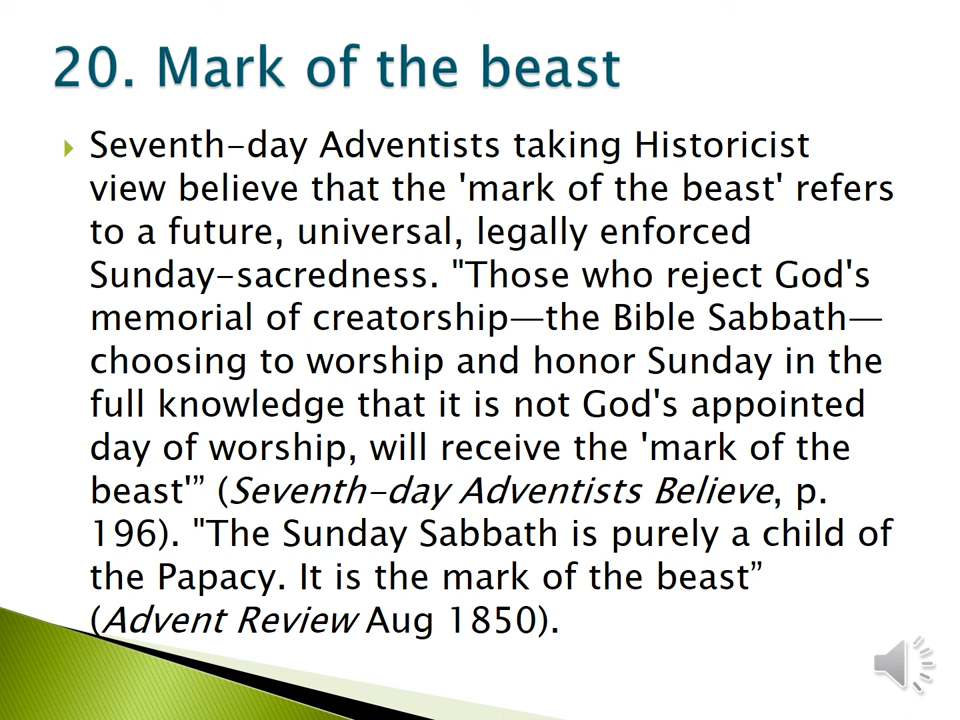 20. Mark of the beast
Seventh-day Adventists taking Historicist
view believe that the 'mark of the beast' refers
to a future, universal, legally enforced
Sunday-sacredness. "Those who reject God's
memorial of creatorship—the Bible Sabbath—
choosing to worship and honor Sunday in the
full knowledge that it is not God's appointed
day of worship, will receive the 'mark of the
beast'” (Seventh-day Adventists Believe, p.
196). "The Sunday Sabbath is purely a child of
the Papacy. It is the mark of the beast”
(Advent Review Aug 1850).